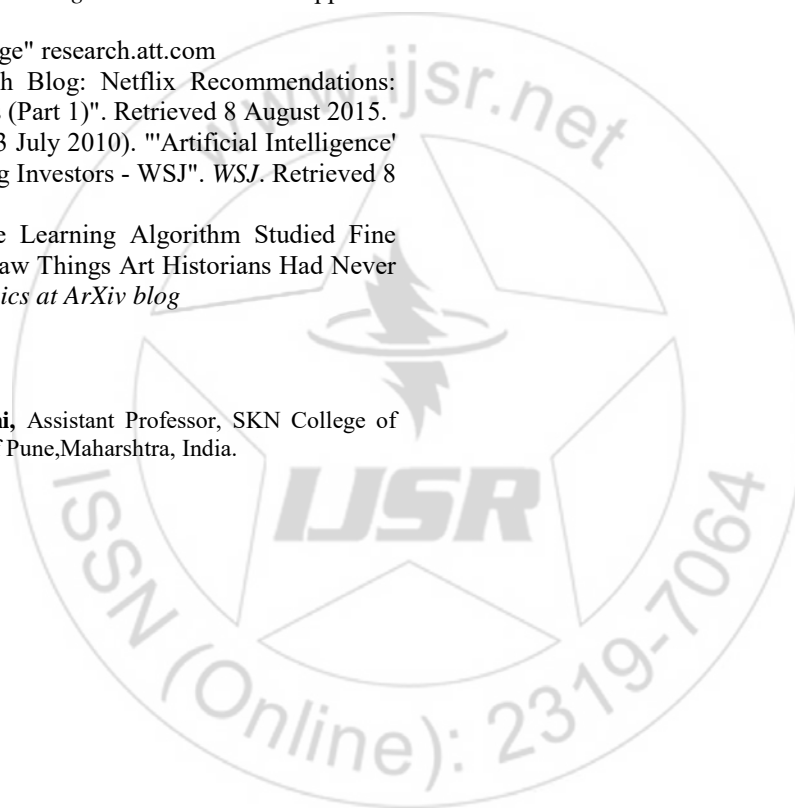 ge" research.att.com
h Blog: Netflix Recommendations:
(Part 1)". Retrieved 8 August 2015.
3 July 2010). "'Artificial Intelligence'
g Investors - WSJ". WSJ. Retrieved 8
e Learning Algorithm Studied Fine
aw Things Art Historians Had Never
ics at ArXiv blog
i, Assistant Professor, SKN College of
f Pune,Maharshtra, India.
www.ijsr.net
IJSR
ISSN (Online): 2319-7064